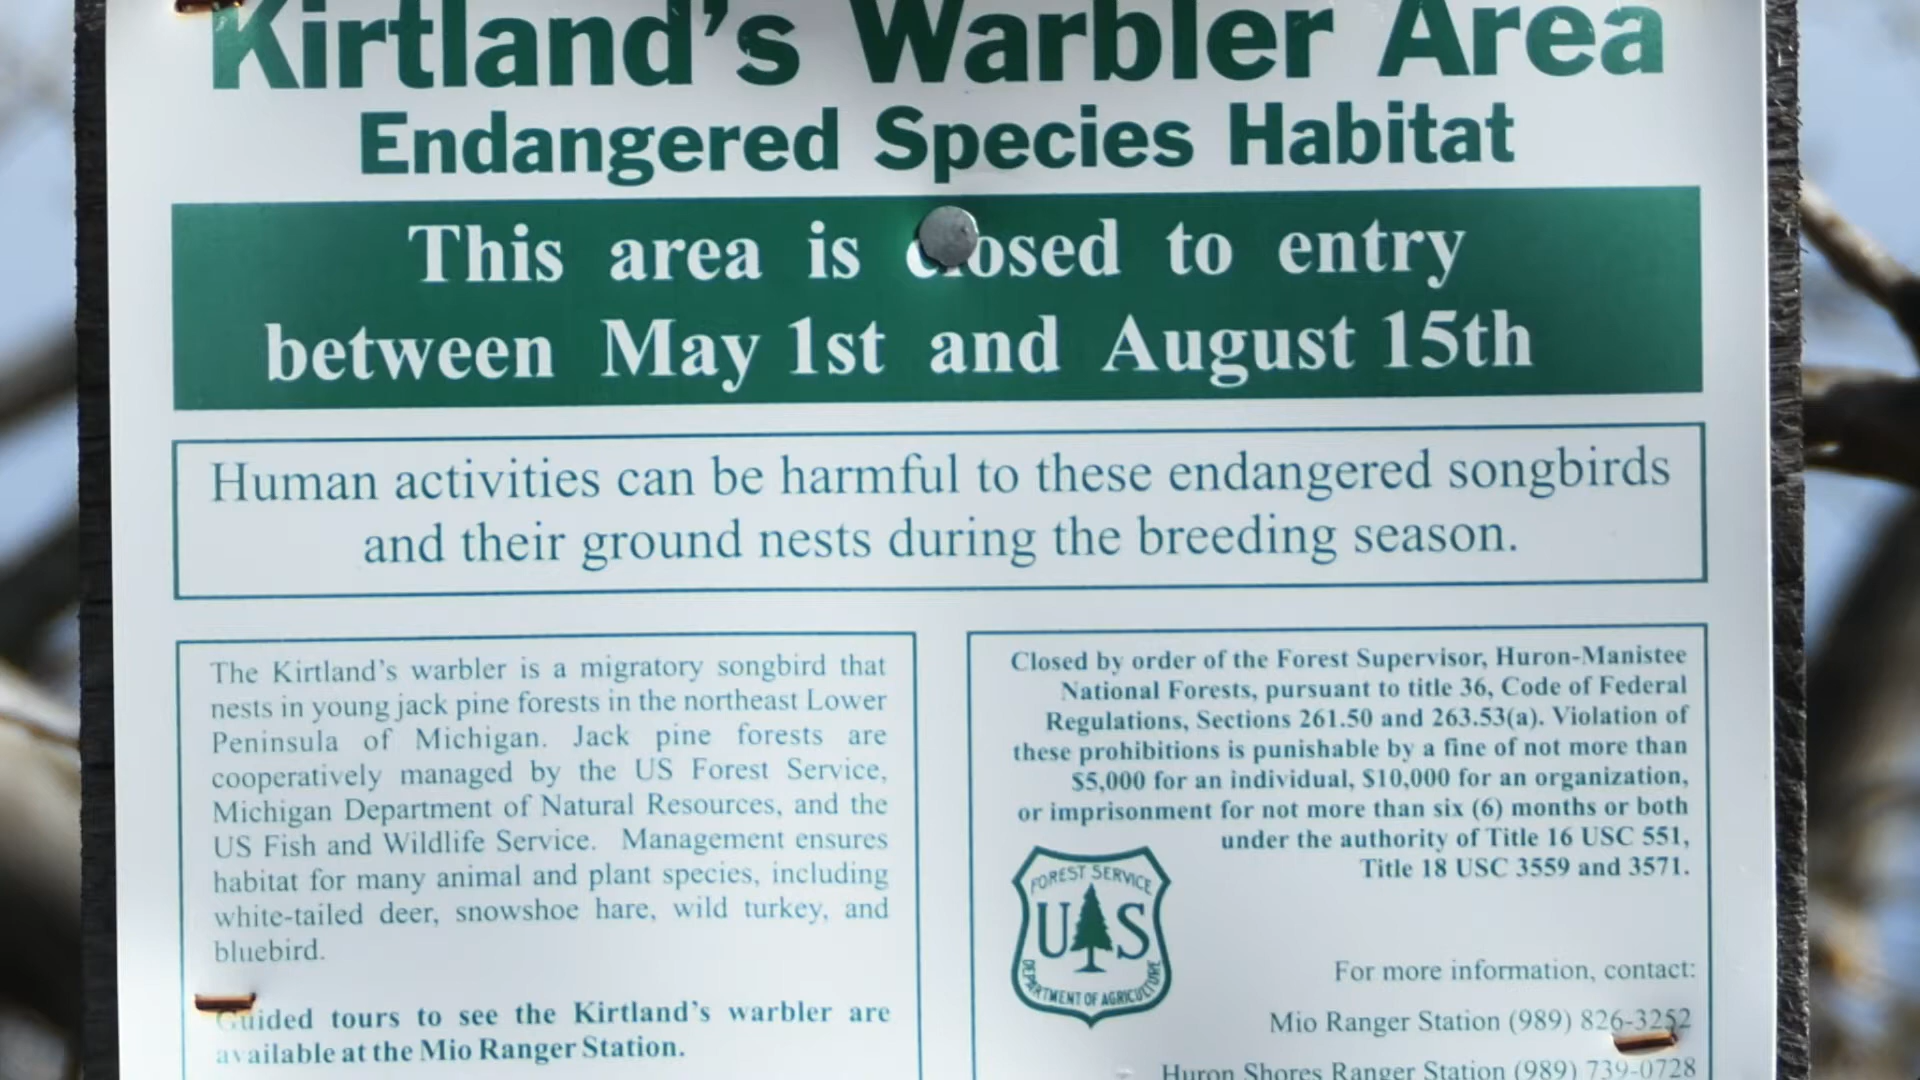 Kirtland's Warbler Area
Endangered Species Habitat
This area is closed to entry
between May 1st and August 15th
Human activities can be harmful to these endangered songbirds
and their ground nests during the breeding season.
The Kirtland's warbler is a migratory songbird that
nests in young jack pine forests in the northeast Lower
Peninsula of Michigan. Jack pine forests are
cooperatively managed by the US Forest Service,
Michigan Department of Natural Resources, and the
US Fish and Wildlife Service. Management ensures
habitat for many animal and plant species, including
white-tailed deer, snowshoe hare, wild turkey, and
bluebird.
Guided tours to see the Kirtland's warbler are
available at the Mio Ranger Station.
Closed by order of the Forest Supervisor, Huron-Manistee
National Forests, pursuant to title 36, Code of Federal
Regulations, Sections 261.50 and 263.53(a). Violation of
these prohibitions is punishable by a fine of not more than
$5,000 for an individual, $10,000 for an organization,
or imprisonment for not more than six (6) months or both
under the authority of Title 16 USC 551,
Title 18 USC 3559 and 3571.
FOREST SERVICE
U S
DEPARTMENT OF AGRICULTURE
For more information, contact:
Mio Ranger Station (989) 826-3252
Huron Shores Ranger Station (989) 739-0728